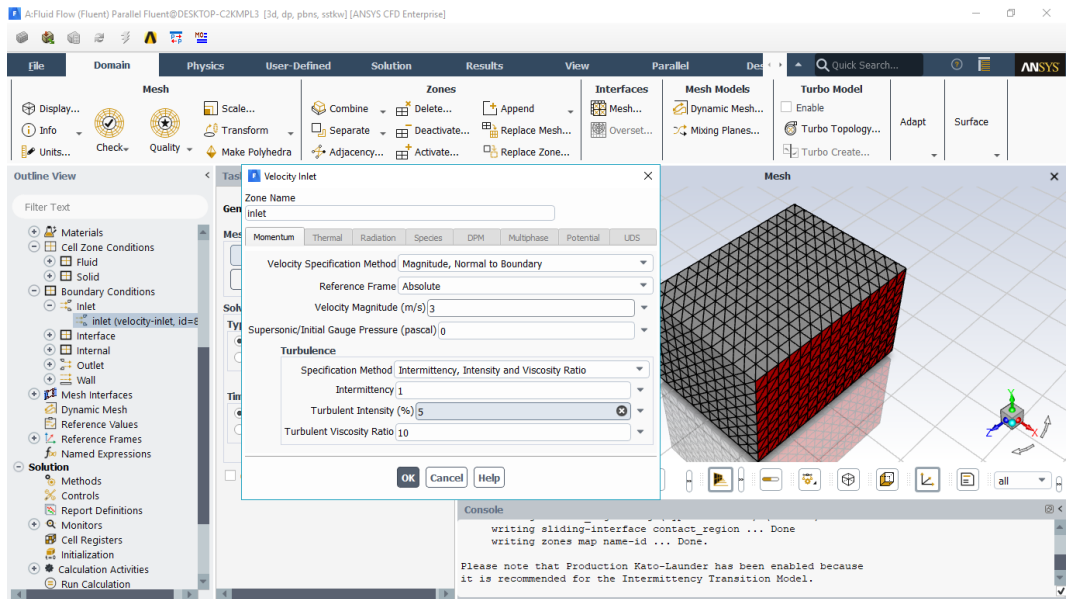 A:Fluid Flow (Fluent) Parallel Fluent@DESKTOP-C2KMPL3 [3d, dp, pbns, sstkw] [ANSYS CFD Enterprise]
File Domain Physics User-Defined Solution Results View Parallel Des Quick Search... ANSYS
Mesh Zones Interfaces Mesh Models Turbo Model
Display... Scale... Combine Delete... Append Mesh... Dynamic Mesh... Enable
Info Transform Separate Deactivate... Replace Mesh... Overset... Mixing Planes... Turbo Topology... Adapt Surface
Units... Check Quality Make Polyhedra Adjacency... Activate... Replace Zone... Turbo Create...
Outline View
Filter Text
Materials
Cell Zone Conditions
Fluid
Solid
Boundary Conditions
Inlet
inlet (velocity-inlet, id=8
Interface
Internal
Outlet
Wall
Mesh Interfaces
Dynamic Mesh
Reference Values
Reference Frames
Named Expressions
Solution
Methods
Controls
Report Definitions
Monitors
Cell Registers
Initialization
Calculation Activities
Run Calculation
Tas
Gen
Mes
Solv
Typ
Tim
Velocity Inlet
Zone Name
inlet
Momentum Thermal Radiation Species DPM Multiphase Potential UDS
Velocity Specification Method Magnitude, Normal to Boundary
Reference Frame Absolute
Velocity Magnitude (m/s) 3
Supersonic/Initial Gauge Pressure (pascal) 0
Turbulence
Specification Method Intermittency, Intensity and Viscosity Ratio
Intermittency 1
Turbulent Intensity (%) 5
Turbulent Viscosity Ratio 10
OK Cancel Help
Mesh
Y
Z X
all
Console
writing sliding-interface contact_region ... Done
writing zones map name-id ... Done.
Please note that Production Kato-Launder has been enabled because
it is recommended for the Intermittency Transition Model.